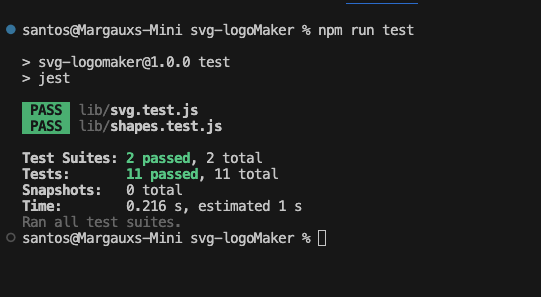 santos@Margauxs-Mini svg-logoMaker % npm run test
> svg-logomaker@1.0.0 test
> jest
PASS lib/svg.test.js
PASS lib/shapes.test.js
Test Suites: 2 passed, 2 total
Tests: 11 passed, 11 total
Snapshots: 0 total
Time: 0.216 s, estimated 1 s
Ran all test suites.
santos@Margauxs-Mini svg-logoMaker %